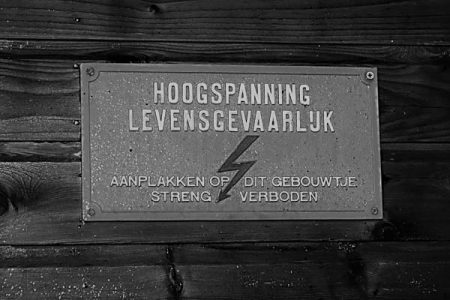 HOOGSPANNING
LEVENSGEVAARLIJK
AANPLAKKEN OP DIT GEBOUWTJE
STRENG VERBODEN